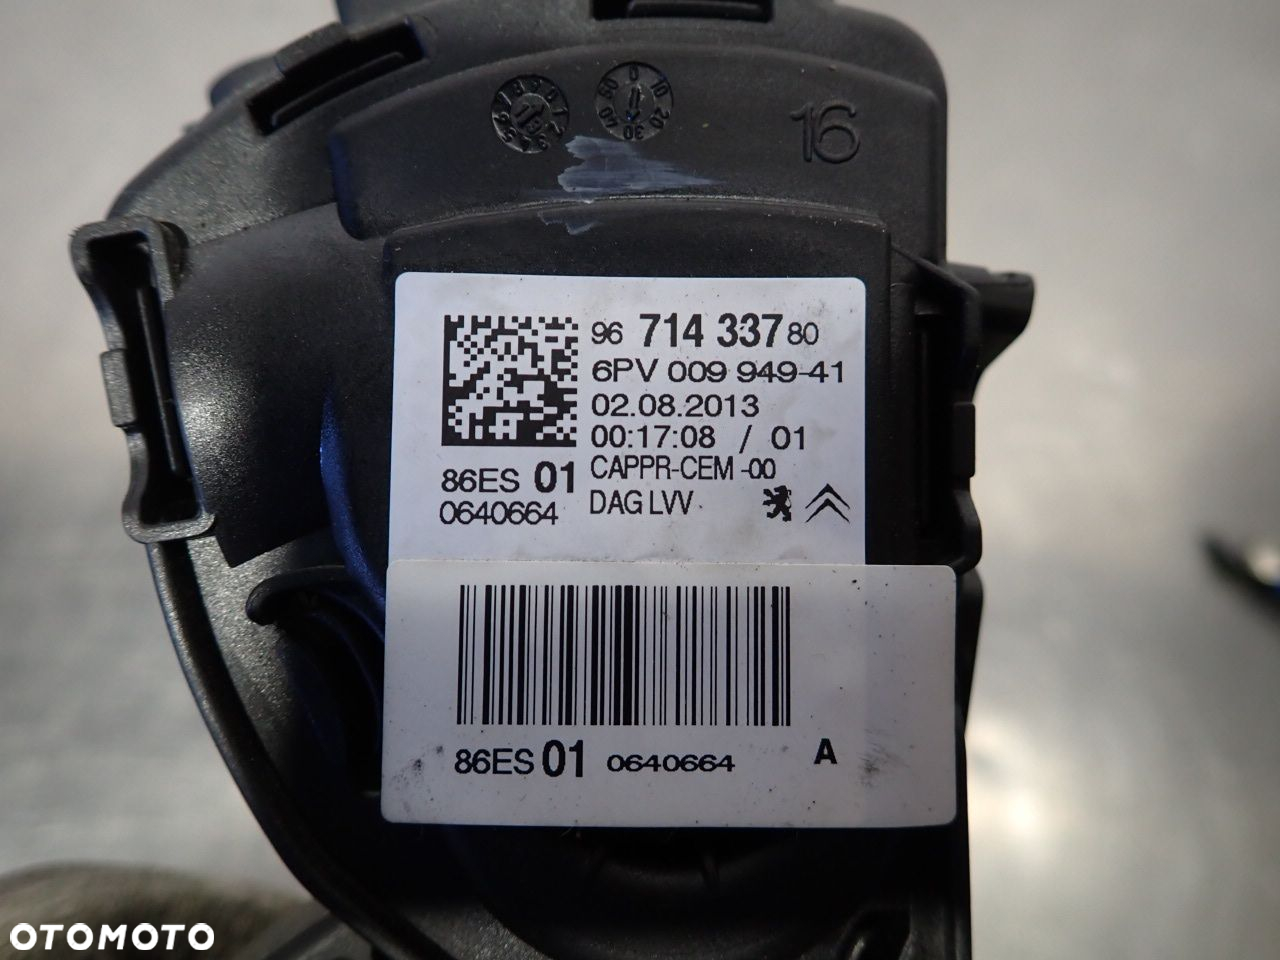 16
96 714 337 80
6PV 009 949-41
02.08.2013
00:17:08 / 01
CAPPR-CEM -00
DAG LVV
86ES 01
0640664
86ES 01 0640664 A
OTOMOTO